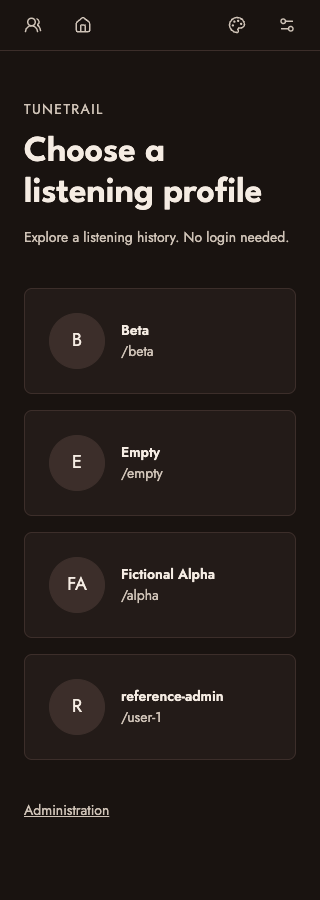 TUNETRAIL
Choose a
listening profile
Explore a listening history. No login needed.
B
Beta
/beta
E
Empty
/empty
FA
Fictional Alpha
/alpha
R
reference-admin
/user-1
Administration